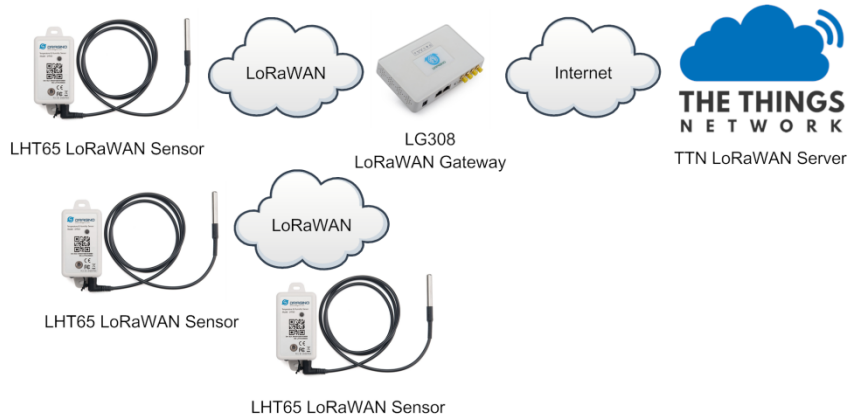 LoRaWAN
Internet
THE THINGS
NETWORK
LHT65 LoRaWAN Sensor
LG308
LoRaWAN Gateway
TTN LoRaWAN Server
LoRaWAN
LHT65 LoRaWAN Sensor
LHT65 LoRaWAN Sensor